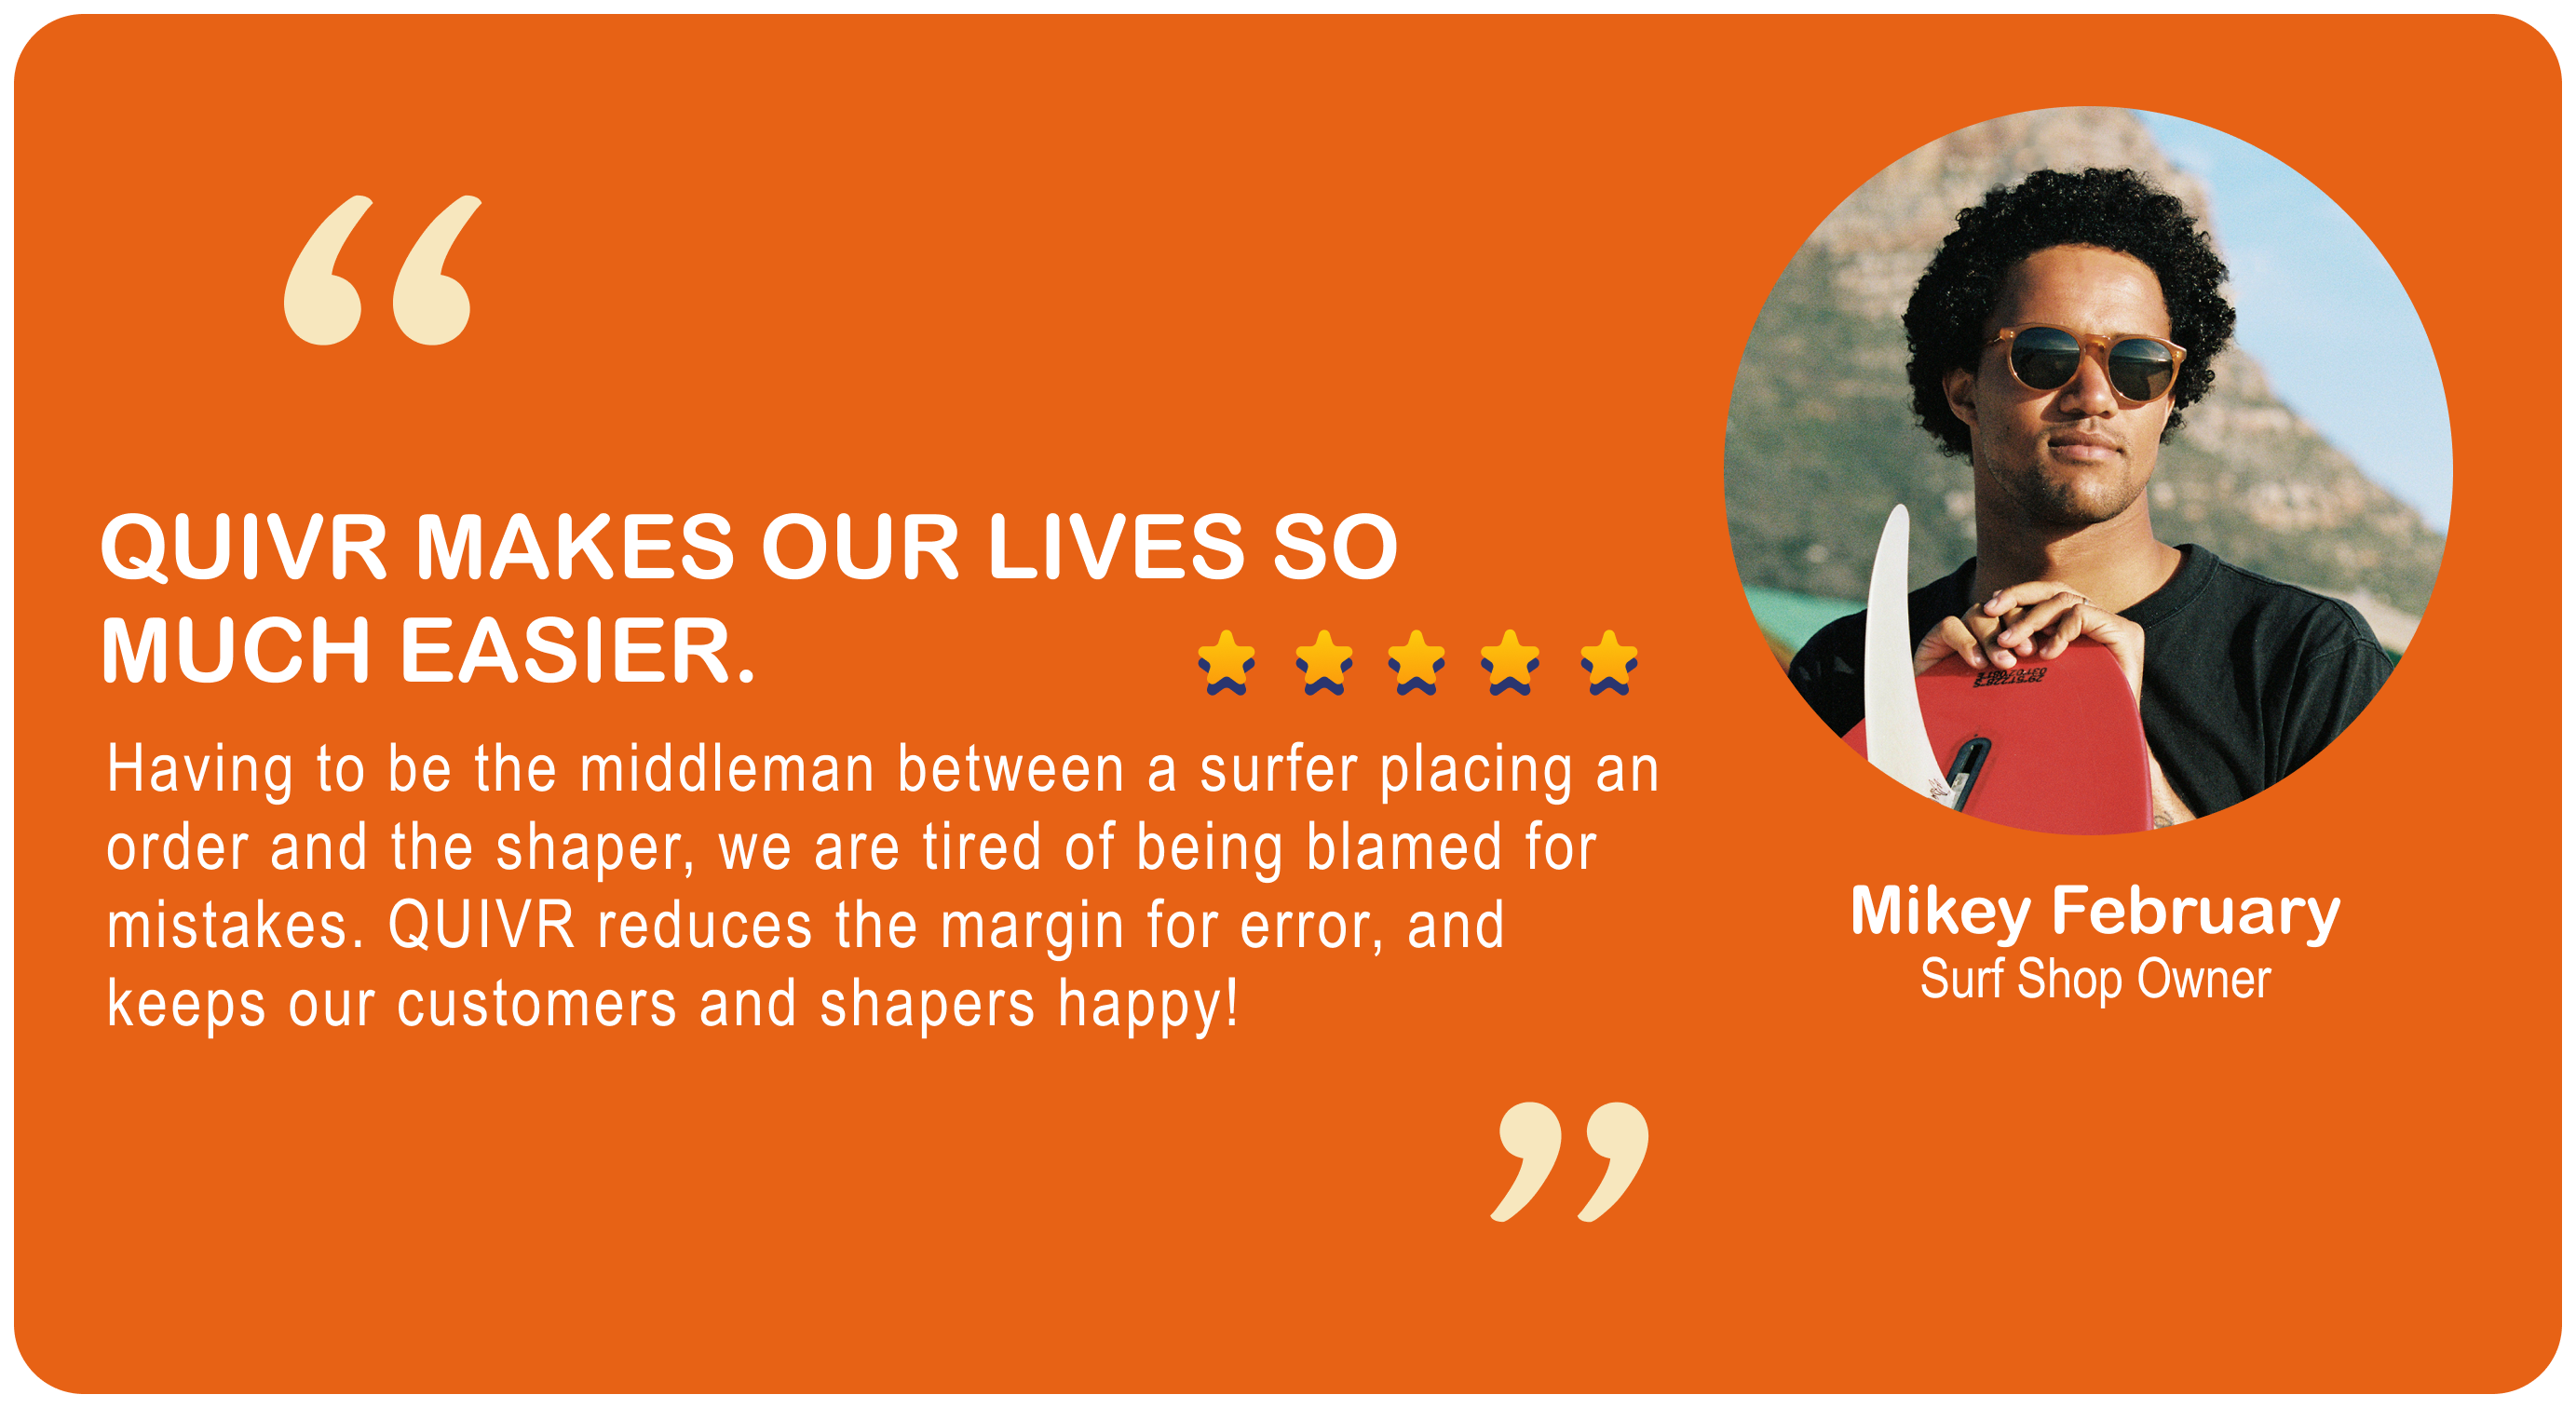 QUIVR MAKES OUR LIVES SO
MUCH EASIER.
Having to be the middleman between a surfer placing an
order and the shaper, we are tired of being blamed for
mistakes. QUIVR reduces the margin for error, and
keeps our customers and shapers happy!
Mikey February
Surf Shop Owner